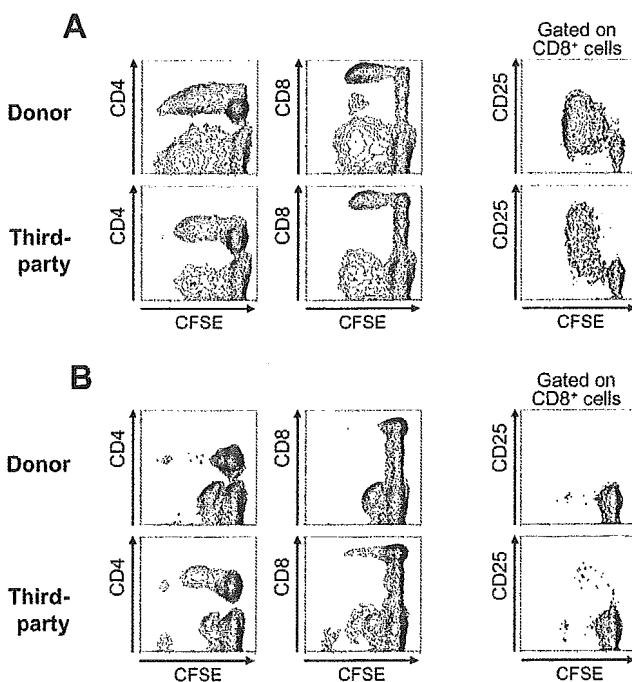 A
Gated on
CD8+ cells
Donor
CD4
CD8
CD25
Third-
party
CD4
CD8
CD25
CFSE
CFSE
CFSE
B
Gated on
CD8+ cells
Donor
CD4
CD8
CD25
Third-
party
CD4
CD8
CD25
CFSE
CFSE
CFSE